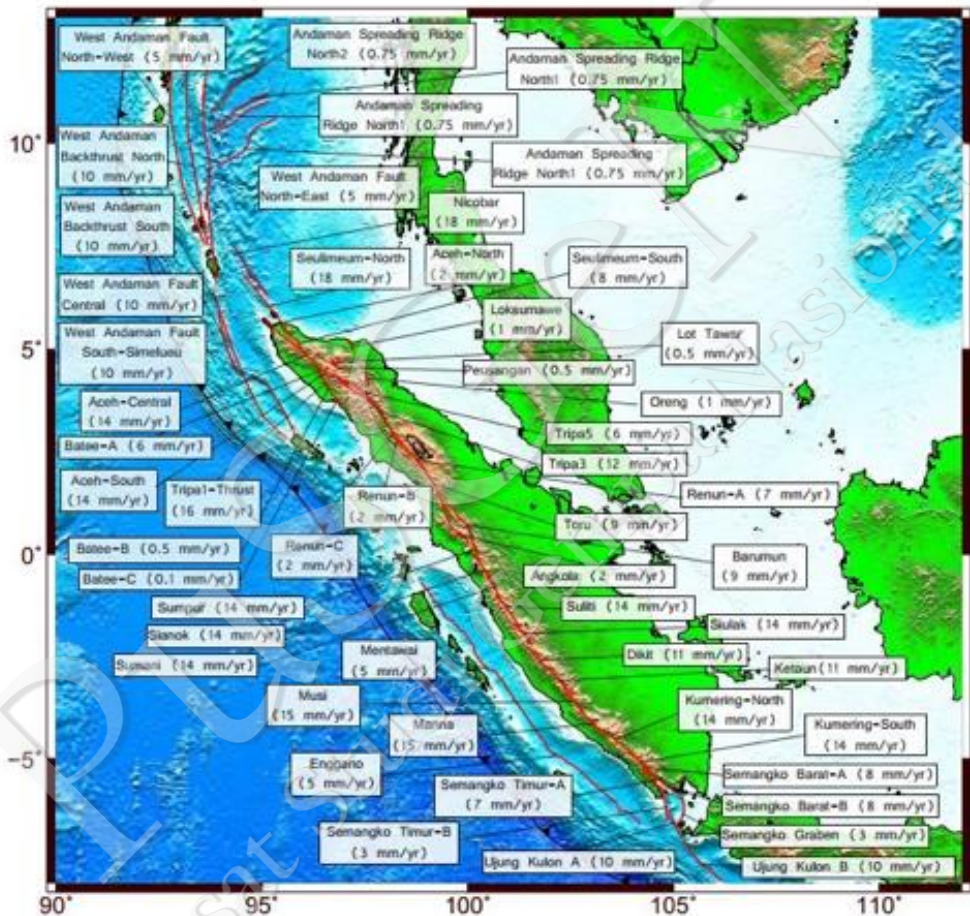 West Andaman Fault
North-West (5 mm/yr)
Andaman Spreading Ridge
North2 (0.75 mm/yr)
Andaman Spreading Ridge
North1 (0.75 mm/yr)
Andaman Spreading
Ridge North1 (0.75 mm/yr)
10°
West Andaman
Backthrust North
(10 mm/yr)
Andaman Spreading
Ridge North1 (0.75 mm/yr)
West Andaman Fault
North-East (5 mm/yr)
Nicobar
(18 mm/yr)
West Andaman
Backthrust South
(10 mm/yr)
Seulimeum-North
(18 mm/yr)
Aceh-North
(2 mm/yr)
Seulimeum-South
(8 mm/yr)
West Andaman Fault
Central (10 mm/yr)
Loksumawe
(1 mm/yr)
West Andaman Fault
South-Simelueu
(10 mm/yr)
Lot Tawar
(0.5 mm/yr)
5°
Peusangan (0.5 mm/yr)
Aceh-Central
(14 mm/yr)
Oreng (1 mm/yr)
Batee-A (6 mm/yr)
Tripa5 (6 mm/yr)
Tripa3 (12 mm/yr)
Aceh-South
(14 mm/yr)
Tripa1-Thrust
(16 mm/yr)
Renun-B
(2 mm/yr)
Renun-A (7 mm/yr)
Toru (9 mm/yr)
0°
Batee-B (0.5 mm/yr)
Renun-C
(2 mm/yr)
Barumun
(9 mm/yr)
Batee-C (0.1 mm/yr)
Angkola (2 mm/yr)
Sumpur (14 mm/yr)
Suliti (14 mm/yr)
Sianok (14 mm/yr)
Siulak (14 mm/yr)
Sumani (14 mm/yr)
Mentawai
(5 mm/yr)
Dikit (11 mm/yr)
Ketaun (11 mm/yr)
Musi
(15 mm/yr)
Kumering-North
(14 mm/yr)
Manna
(15 mm/yr)
Kumering-South
(14 mm/yr)
-5°
Enggano
(5 mm/yr)
Semangko Timur-A
(7 mm/yr)
Semangko Barat-A (8 mm/yr)
Semangko Barat-B (8 mm/yr)
Semangko Timur-B
(3 mm/yr)
Semangko Graben (3 mm/yr)
Ujung Kulon A (10 mm/yr)
Ujung Kulon B (10 mm/yr)
90°
95°
100°
105°
110°